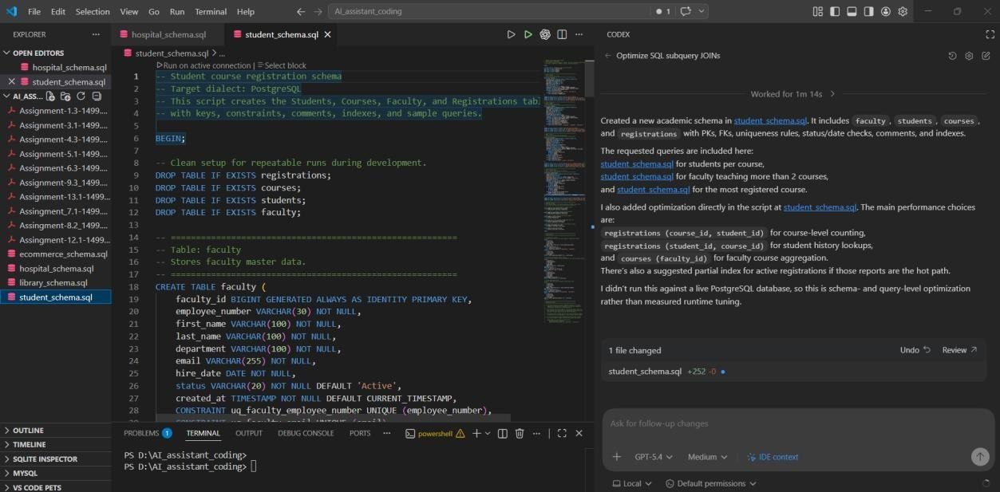 File Edit Selection View Go Run Terminal Help
AI_assistant_coding
1
EXPLORER
OPEN EDITORS
hospital_schema.sql
student_schema.sql
AI_ASS...
Assignment-1.3-1499....
Assignment-3.1-1499....
Assignment-4.3-1499....
Assignment-5.1-1499....
Assignment-6.3-1499....
Assignment-9.3_1499....
Assignment-13.1-1499...
Assingment_7.1-1499....
Assingment-8.2_1499....
Assingment-12.1-1499...
ecommerce_schema.sql
hospital_schema.sql
library_schema.sql
student_schema.sql
OUTLINE
TIMELINE
SQLITE INSPECTOR
MYSQL
VS CODE PETS
hospital_schema.sql student_schema.sql
student_schema.sql > ...
Run on active connection | Select block
1 -- Student course registration schema
2 -- Target dialect: PostgreSQL
3 -- This script creates the Students, Courses, Faculty, and Registrations tabl
4 -- with keys, constraints, comments, indexes, and sample queries.
5
6 BEGIN;
7
8 -- Clean setup for repeatable runs during development.
9 DROP TABLE IF EXISTS registrations;
10 DROP TABLE IF EXISTS courses;
11 DROP TABLE IF EXISTS students;
12 DROP TABLE IF EXISTS faculty;
13
14 -- =======================================================
15 -- Table: faculty
16 -- Stores faculty master data.
17 -- =======================================================
18 CREATE TABLE faculty (
19 faculty_id BIGINT GENERATED ALWAYS AS IDENTITY PRIMARY KEY,
20 employee_number VARCHAR(30) NOT NULL,
21 first_name VARCHAR(100) NOT NULL,
22 last_name VARCHAR(100) NOT NULL,
23 department VARCHAR(100) NOT NULL,
24 email VARCHAR(255) NOT NULL,
25 hire_date DATE NOT NULL,
26 status VARCHAR(20) NOT NULL DEFAULT 'Active',
27 created_at TIMESTAMP NOT NULL DEFAULT CURRENT_TIMESTAMP,
28 CONSTRAINT uq_faculty_employee_number UNIQUE (employee_number),
PROBLEMS 1 TERMINAL OUTPUT DEBUG CONSOLE PORTS ... powershell
PS D:\AI_assistant_coding>
PS D:\AI_assistant_coding>
CODEX
Optimize SQL subquery JOINs
Worked for 1m 14s
Created a new academic schema in student_schema.sql. It includes faculty, students, courses,
and registrations with PKs, FKs, uniqueness rules, status/date checks, comments, and indexes.
The requested queries are included here:
student_schema.sql for students per course,
student_schema.sql for faculty teaching more than 2 courses,
and student_schema.sql for the most registered course.
I also added optimization directly in the script at student_schema.sql. The main performance choices
are:
registrations (course_id, student_id) for course-level counting,
registrations (student_id, course_id) for student history lookups,
and courses (faculty_id) for faculty course aggregation.
There's also a suggested partial index for active registrations if those reports are the hot path.
I didn't run this against a live PostgreSQL database, so this is schema- and query-level optimization
rather than measured runtime tuning.
1 file changed Undo Review
student_schema.sql +252 -0
Ask for follow-up changes
GPT-5.4 Medium IDE context
Local Default permissions